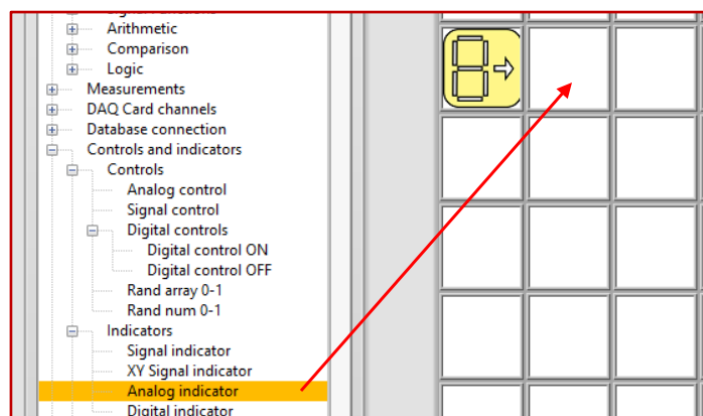 Arithmetic
Comparison
Logic
Measurements
DAQ Card channels
Database connection
Controls and indicators
Controls
Analog control
Signal control
Digital controls
Digital control ON
Digital control OFF
Rand array 0-1
Rand num 0-1
Indicators
Signal indicator
XY Signal indicator
Analog indicator
Digital indicator